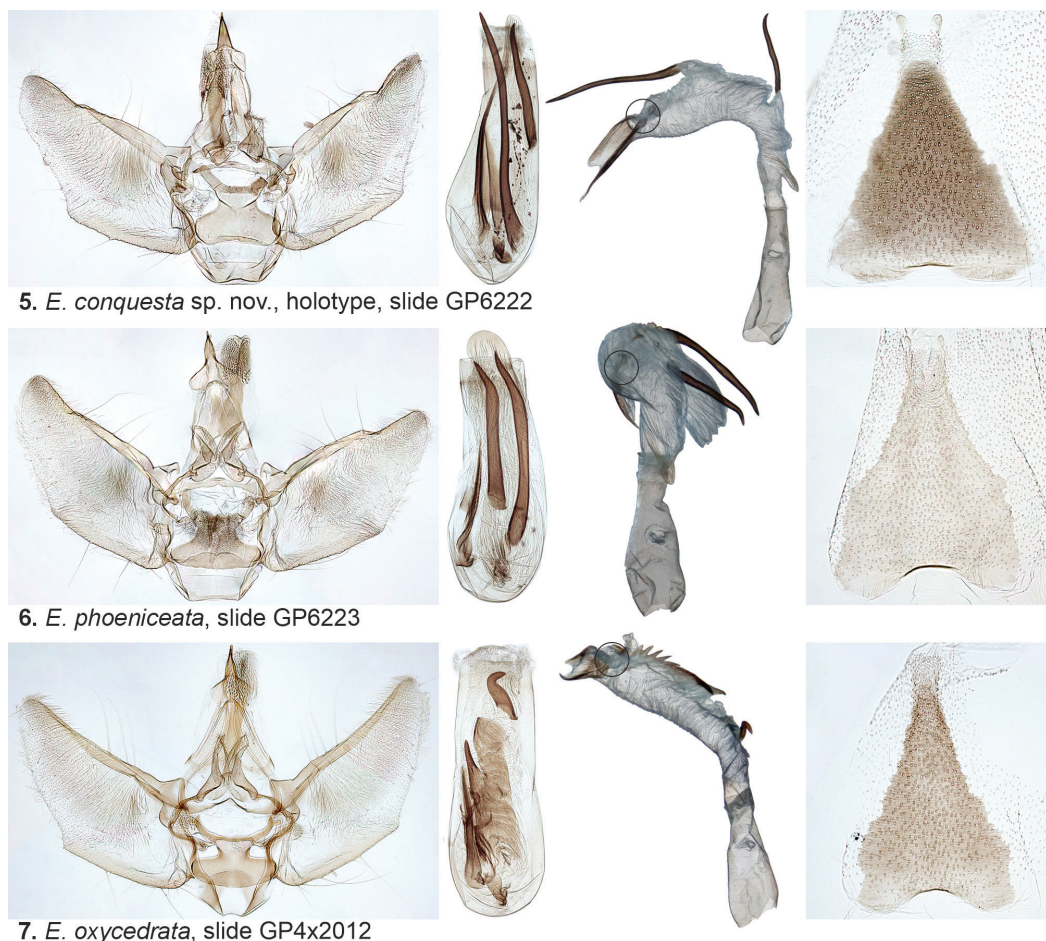 5. E. conquesta sp. nov., holotype, slide GP6222
6. E. phoeniceata, slide GP6223
7. E. oxycedrata, slide GP4x2012